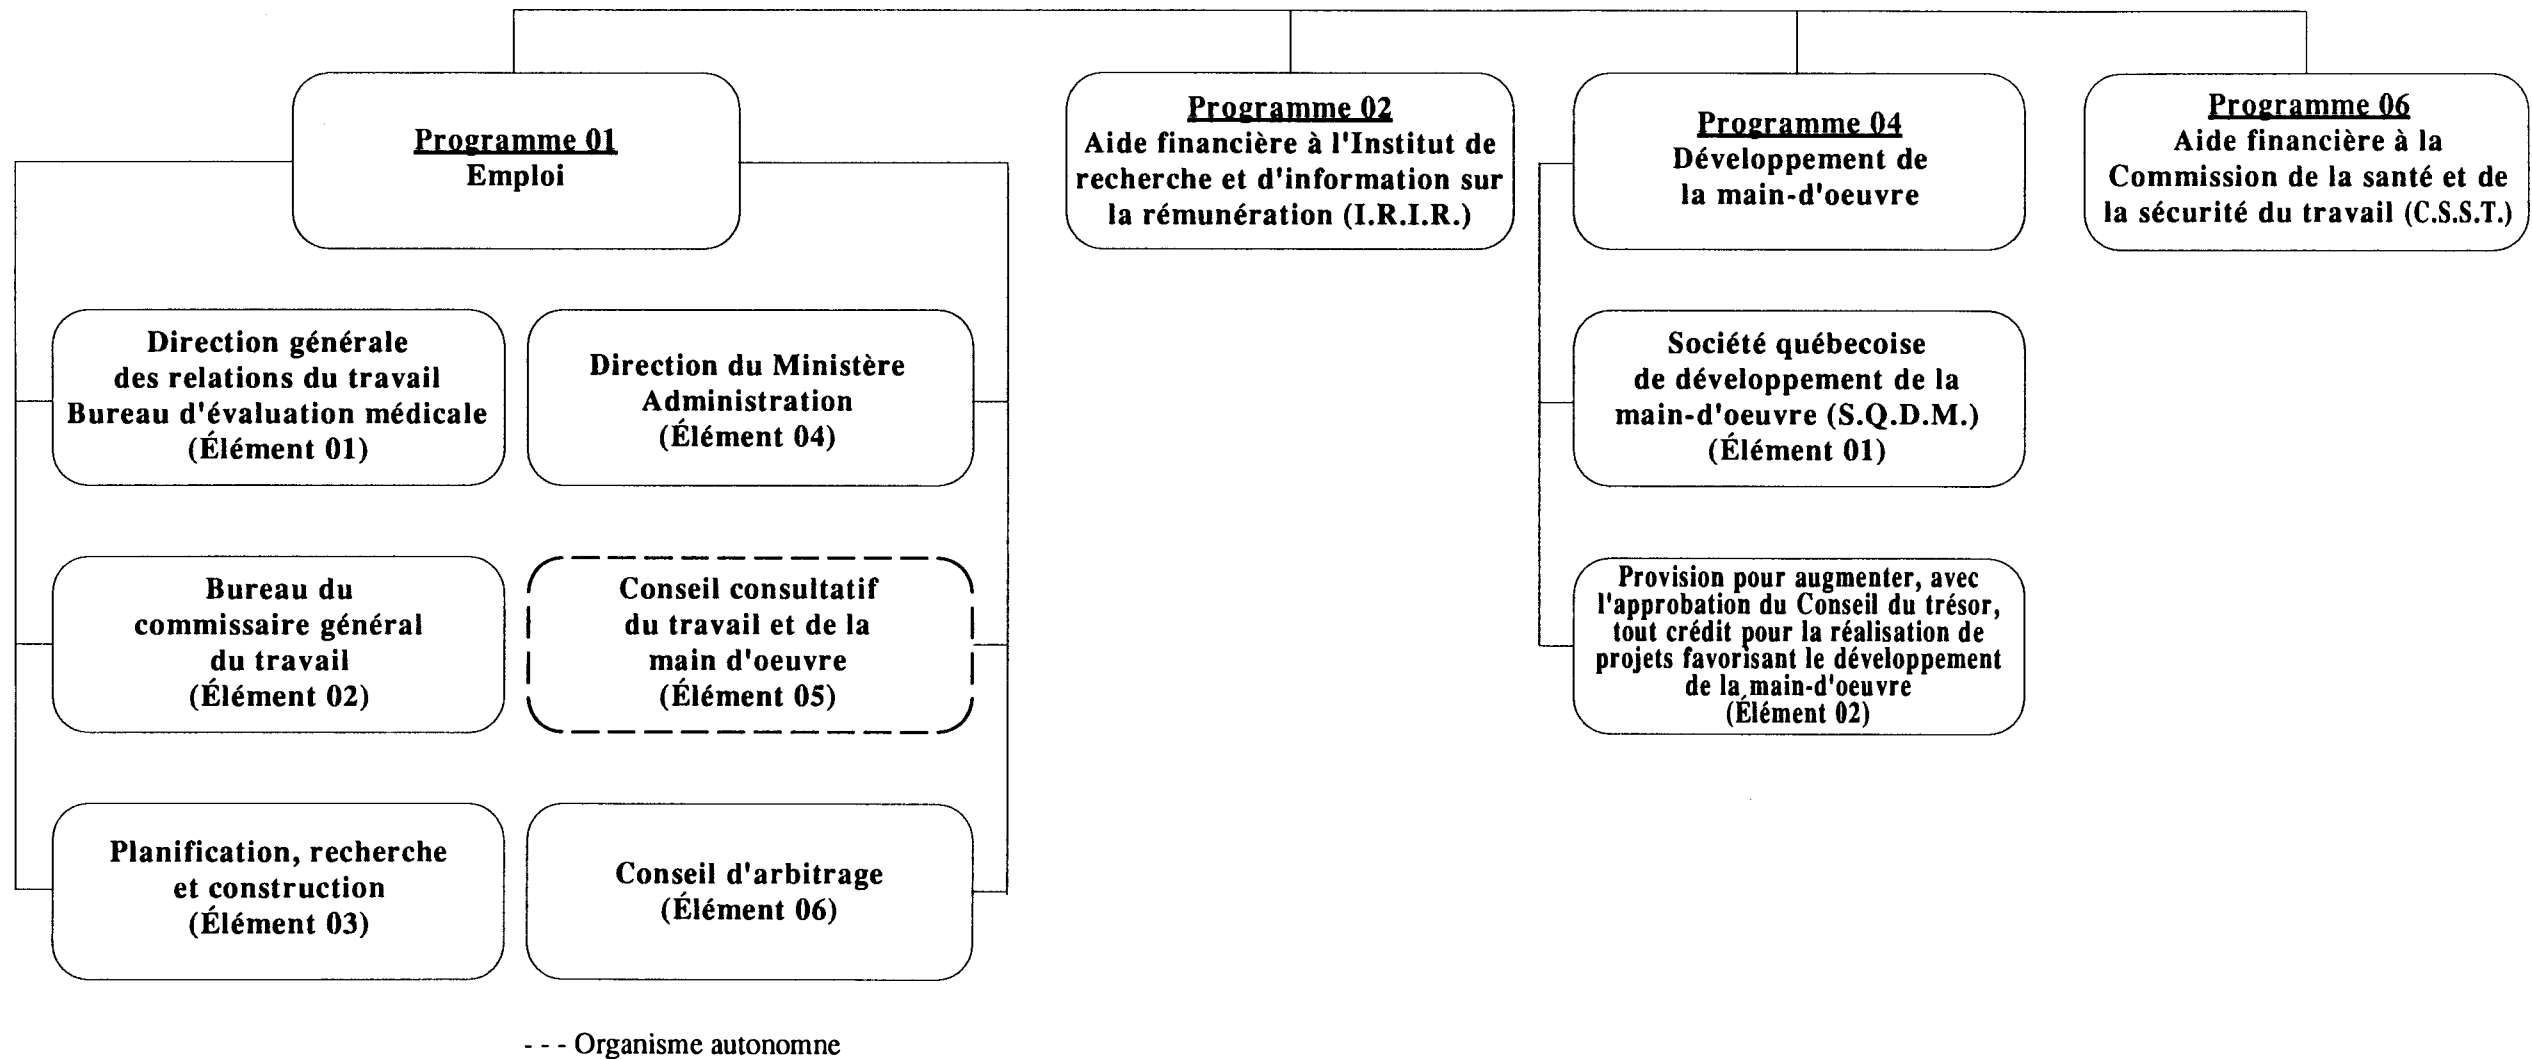 Programme 01
Emploi
Programme 02
Aide financière à l'Institut de
recherche et d'information sur
la rémunération (I.R.I.R.)
Programme 04
Développement de
la main-d'oeuvre
Programme 06
Aide financière à la
Commission de la santé et de
la sécurité du travail (C.S.S.T.)
Direction générale
des relations du travail
Bureau d'évaluation médicale
(Élément 01)
Direction du Ministère
Administration
(Élément 04)
Société québecoise
de développement de la
main-d'oeuvre (S.Q.D.M.)
(Élément 01)
Bureau du
commissaire général
du travail
(Élément 02)
Conseil consultatif
du travail et de la
main d'oeuvre
(Élément 05)
Provision pour augmenter, avec
l'approbation du Conseil du trésor,
tout crédit pour la réalisation de
projets favorisant le développement
de la main-d'oeuvre
(Élément 02)
Planification, recherche
et construction
(Élément 03)
Conseil d'arbitrage
(Élément 06)
- - - Organisme autonomne